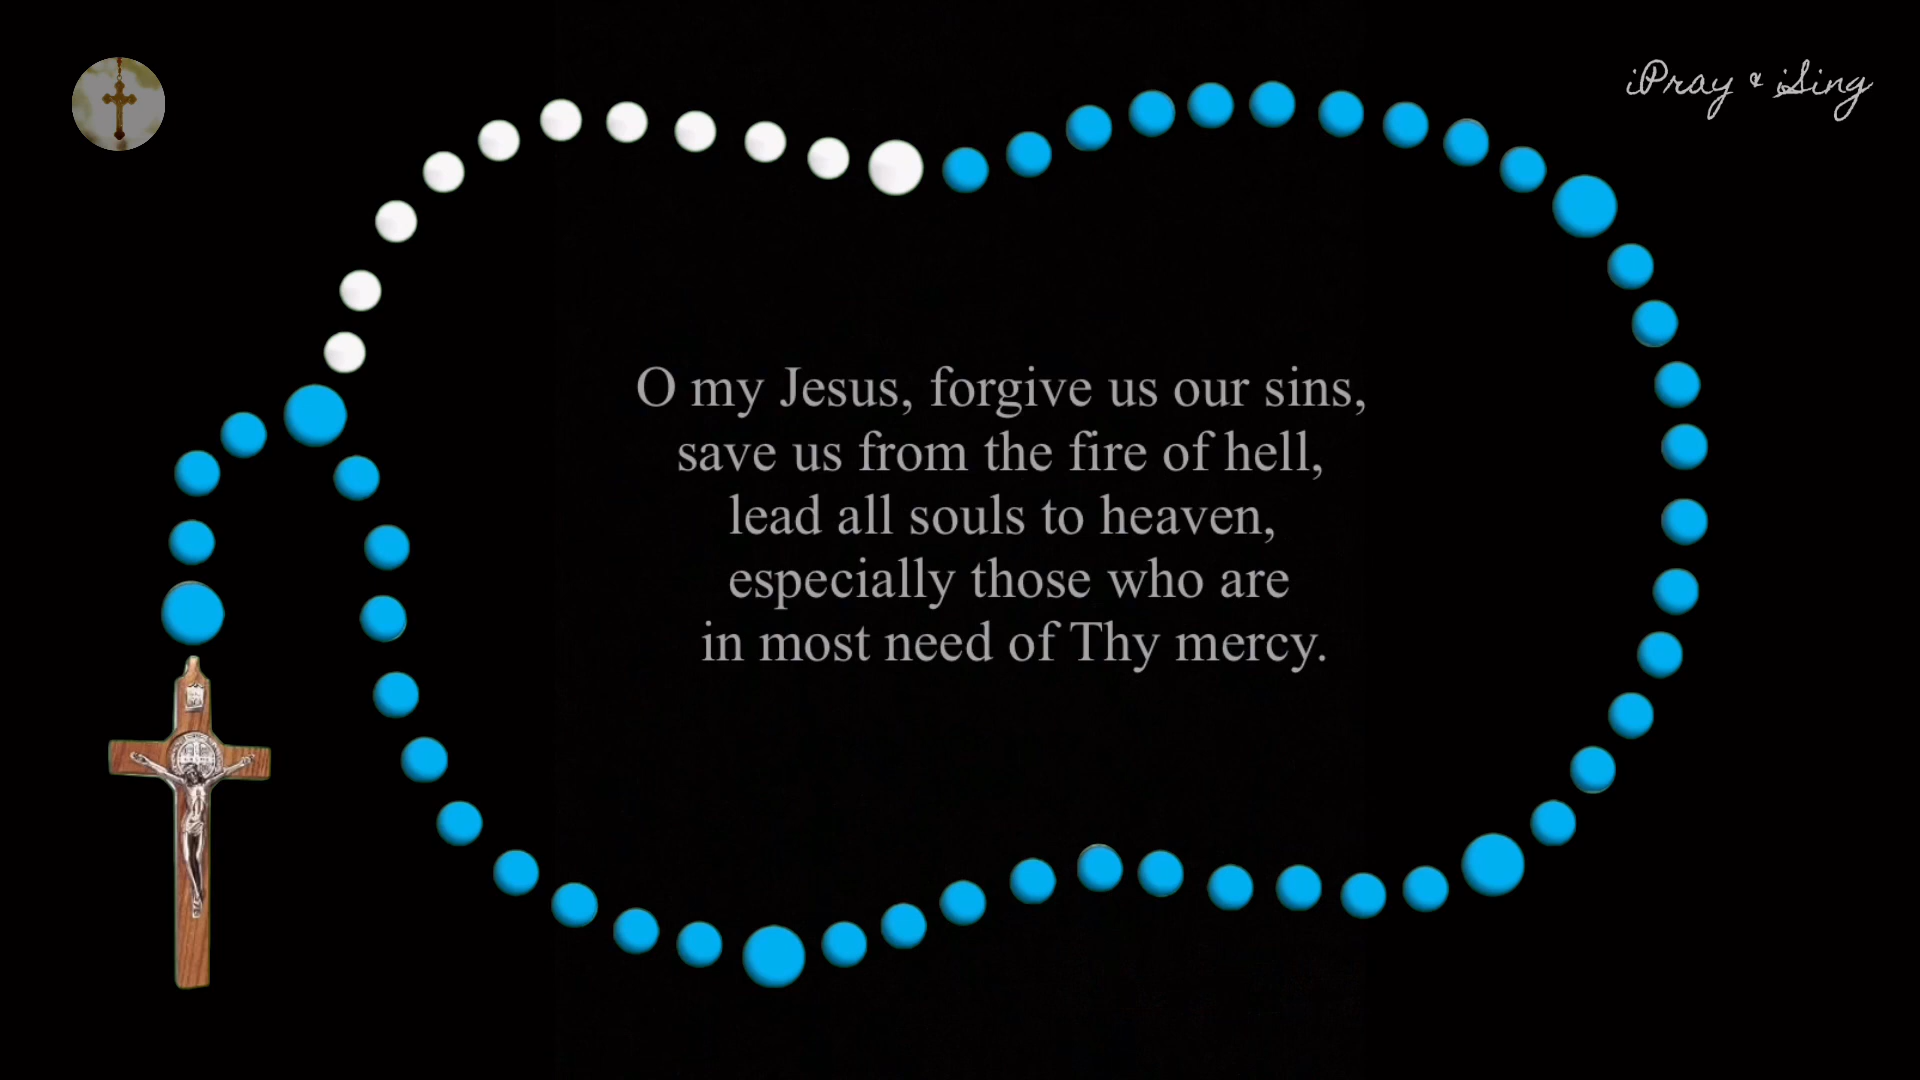 iPray & iSing
O my Jesus, forgive us our sins,
save us from the fire of hell,
lead all souls to heaven,
especially those who are
in most need of Thy mercy.